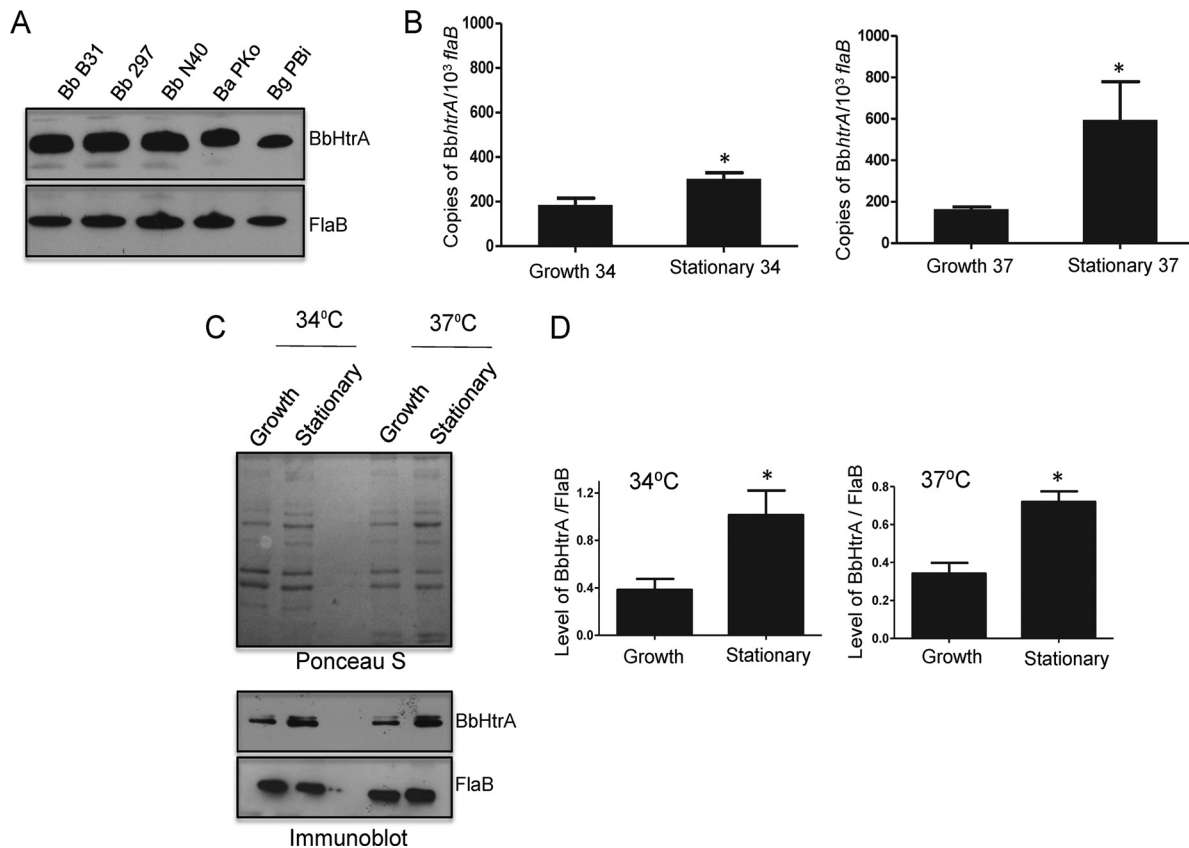 A
Bb B31
Bb 297
Bb N40
Ba PKo
Bg PBi
BbHtrA
FlaB
B
Copies of BbhtrA/10³ flaB
1000
800
600
400
200
0
*
Growth 34
Stationary 34
Copies of BbhtrA/10³ flaB
1000
800
600
400
200
0
*
Growth 37
Stationary 37
C
34⁰C
37⁰C
Growth
Stationary
Growth
Stationary
Ponceau S
BbHtrA
FlaB
Immunoblot
D
Level of BbHtrA /FlaB
34⁰C
1.2
0.8
0.4
0.0
*
Growth
Stationary
Level of BbHtrA / FlaB
37⁰C
0.8
0.6
0.4
0.2
0.0
*
Growth
Stationary